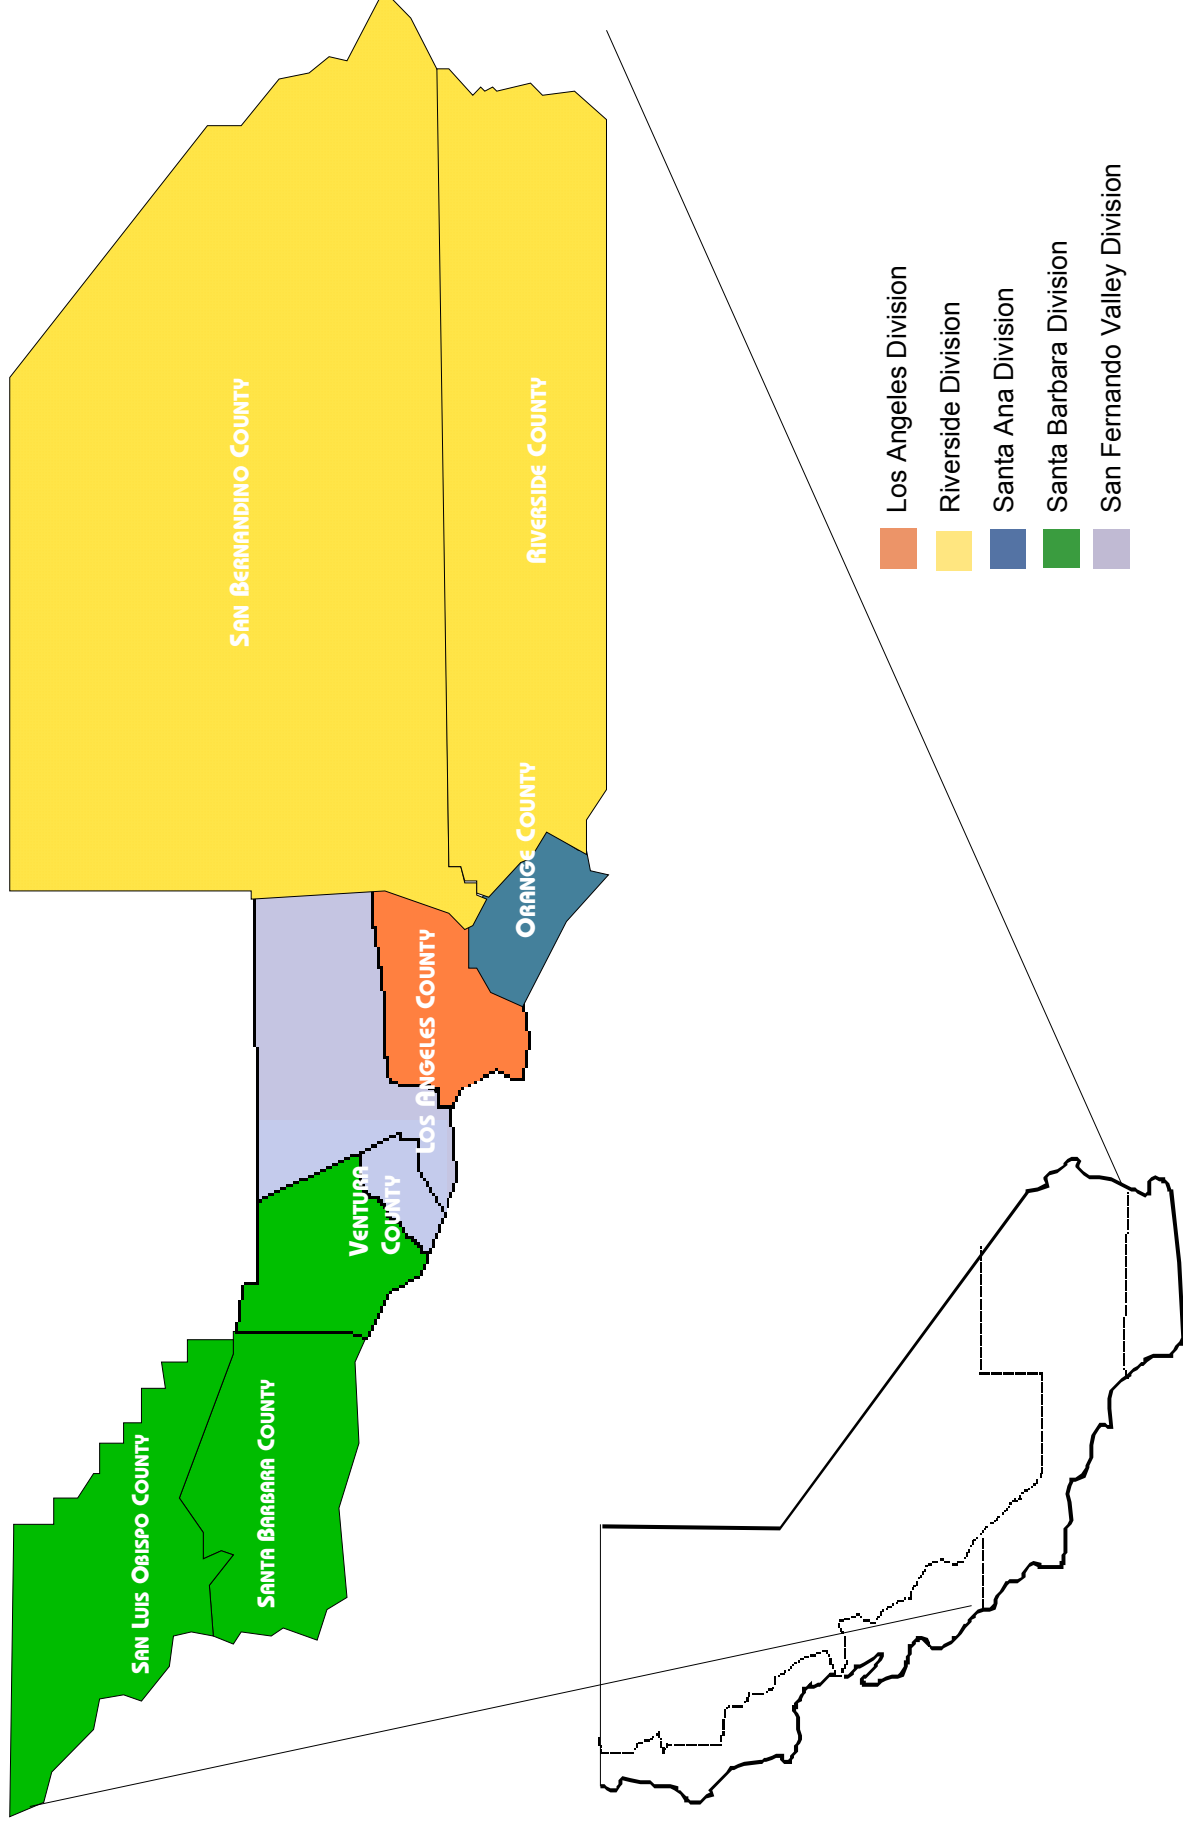 San Luis Obispo County
Santa Barbara County
Ventura
County
Los Angeles County
Orange County
San Bernandino County
Riverside County
Los Angeles Division
Riverside Division
Santa Ana Division
Santa Barbara Division
San Fernando Valley Division